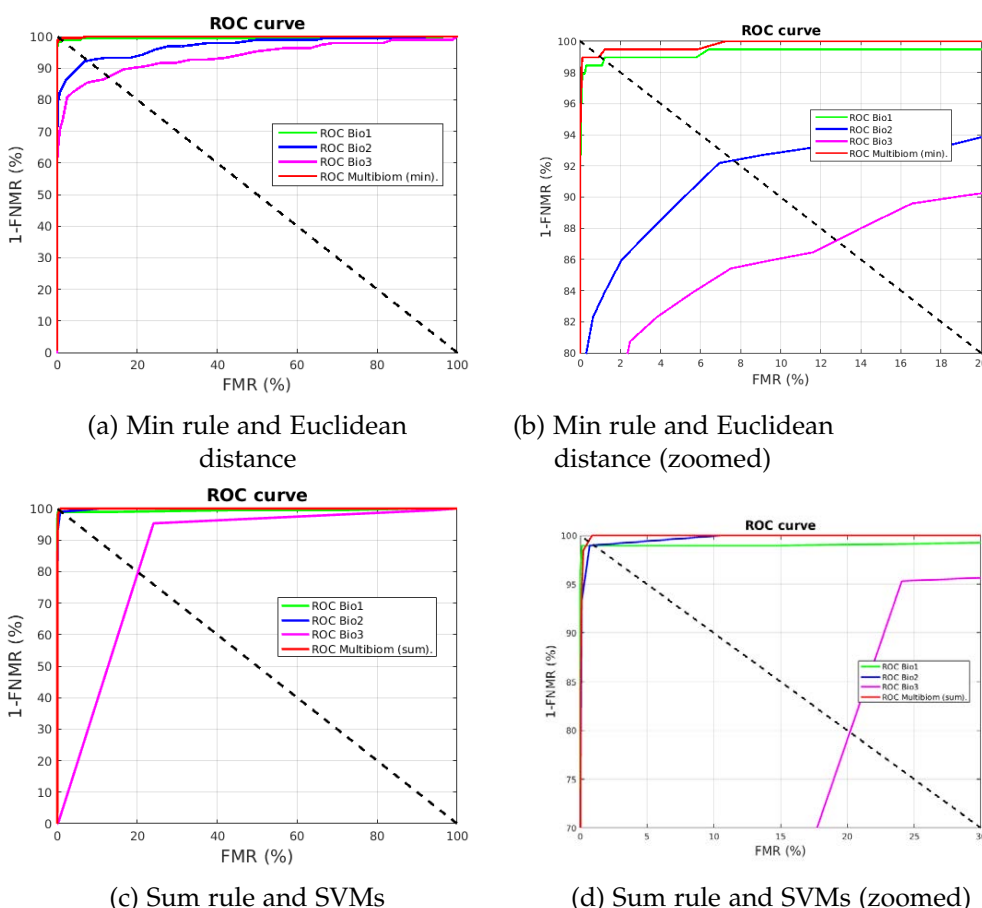 ROC curve
100
90
80
70
60
50
40
30
20
10
0
1-FNMR (%)
0 20 40 60 80 100
FMR (%)
ROC Bio1
ROC Bio2
ROC Bio3
ROC Multibiom (min).
(a) Min rule and Euclidean
distance
ROC curve
100
98
96
94
92
90
88
86
84
82
80
1-FNMR (%)
0 2 4 6 8 10 12 14 16 18 20
FMR (%)
ROC Bio1
ROC Bio2
ROC Bio3
ROC Multibiom (min).
(b) Min rule and Euclidean
distance (zoomed)
ROC curve
100
90
80
70
60
50
40
30
20
10
0
1-FNMR (%)
0 20 40 60 80 100
FMR (%)
ROC Bio1
ROC Bio2
ROC Bio3
ROC Multibiom (sum).
(c) Sum rule and SVMs
ROC curve
100
95
90
85
80
75
70
1-FNMR (%)
0 5 10 15 20 25 30
FMR (%)
ROC Bio1
ROC Bio2
ROC Bio3
ROC Multibiom (sum).
(d) Sum rule and SVMs (zoomed)